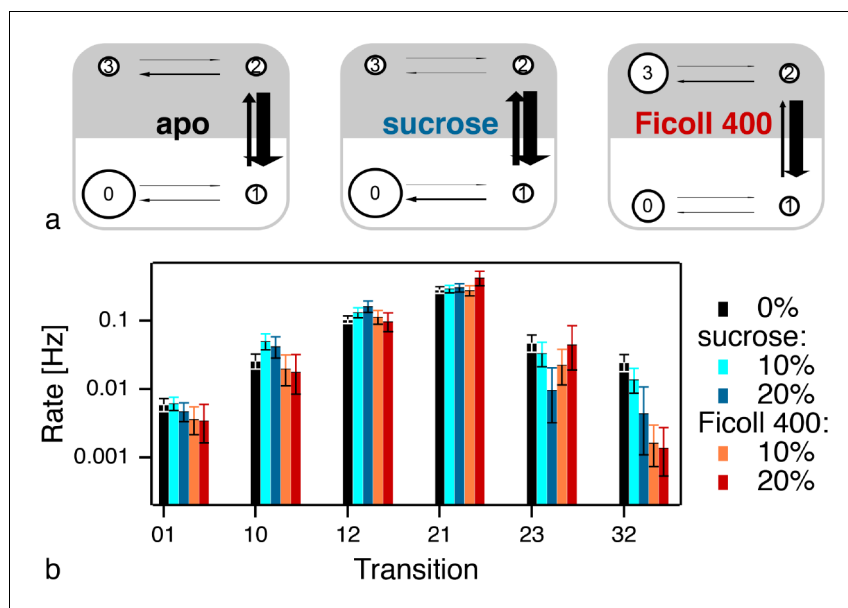 3 2 3 2 3 2
apo sucrose Ficoll 400
0 1 0 1 0 1
a
0.1
0.01
0.001
Rate [Hz]
01 10 12 21 23 32
Transition
b
0%
sucrose:
10%
20%
Ficoll 400:
10%
20%